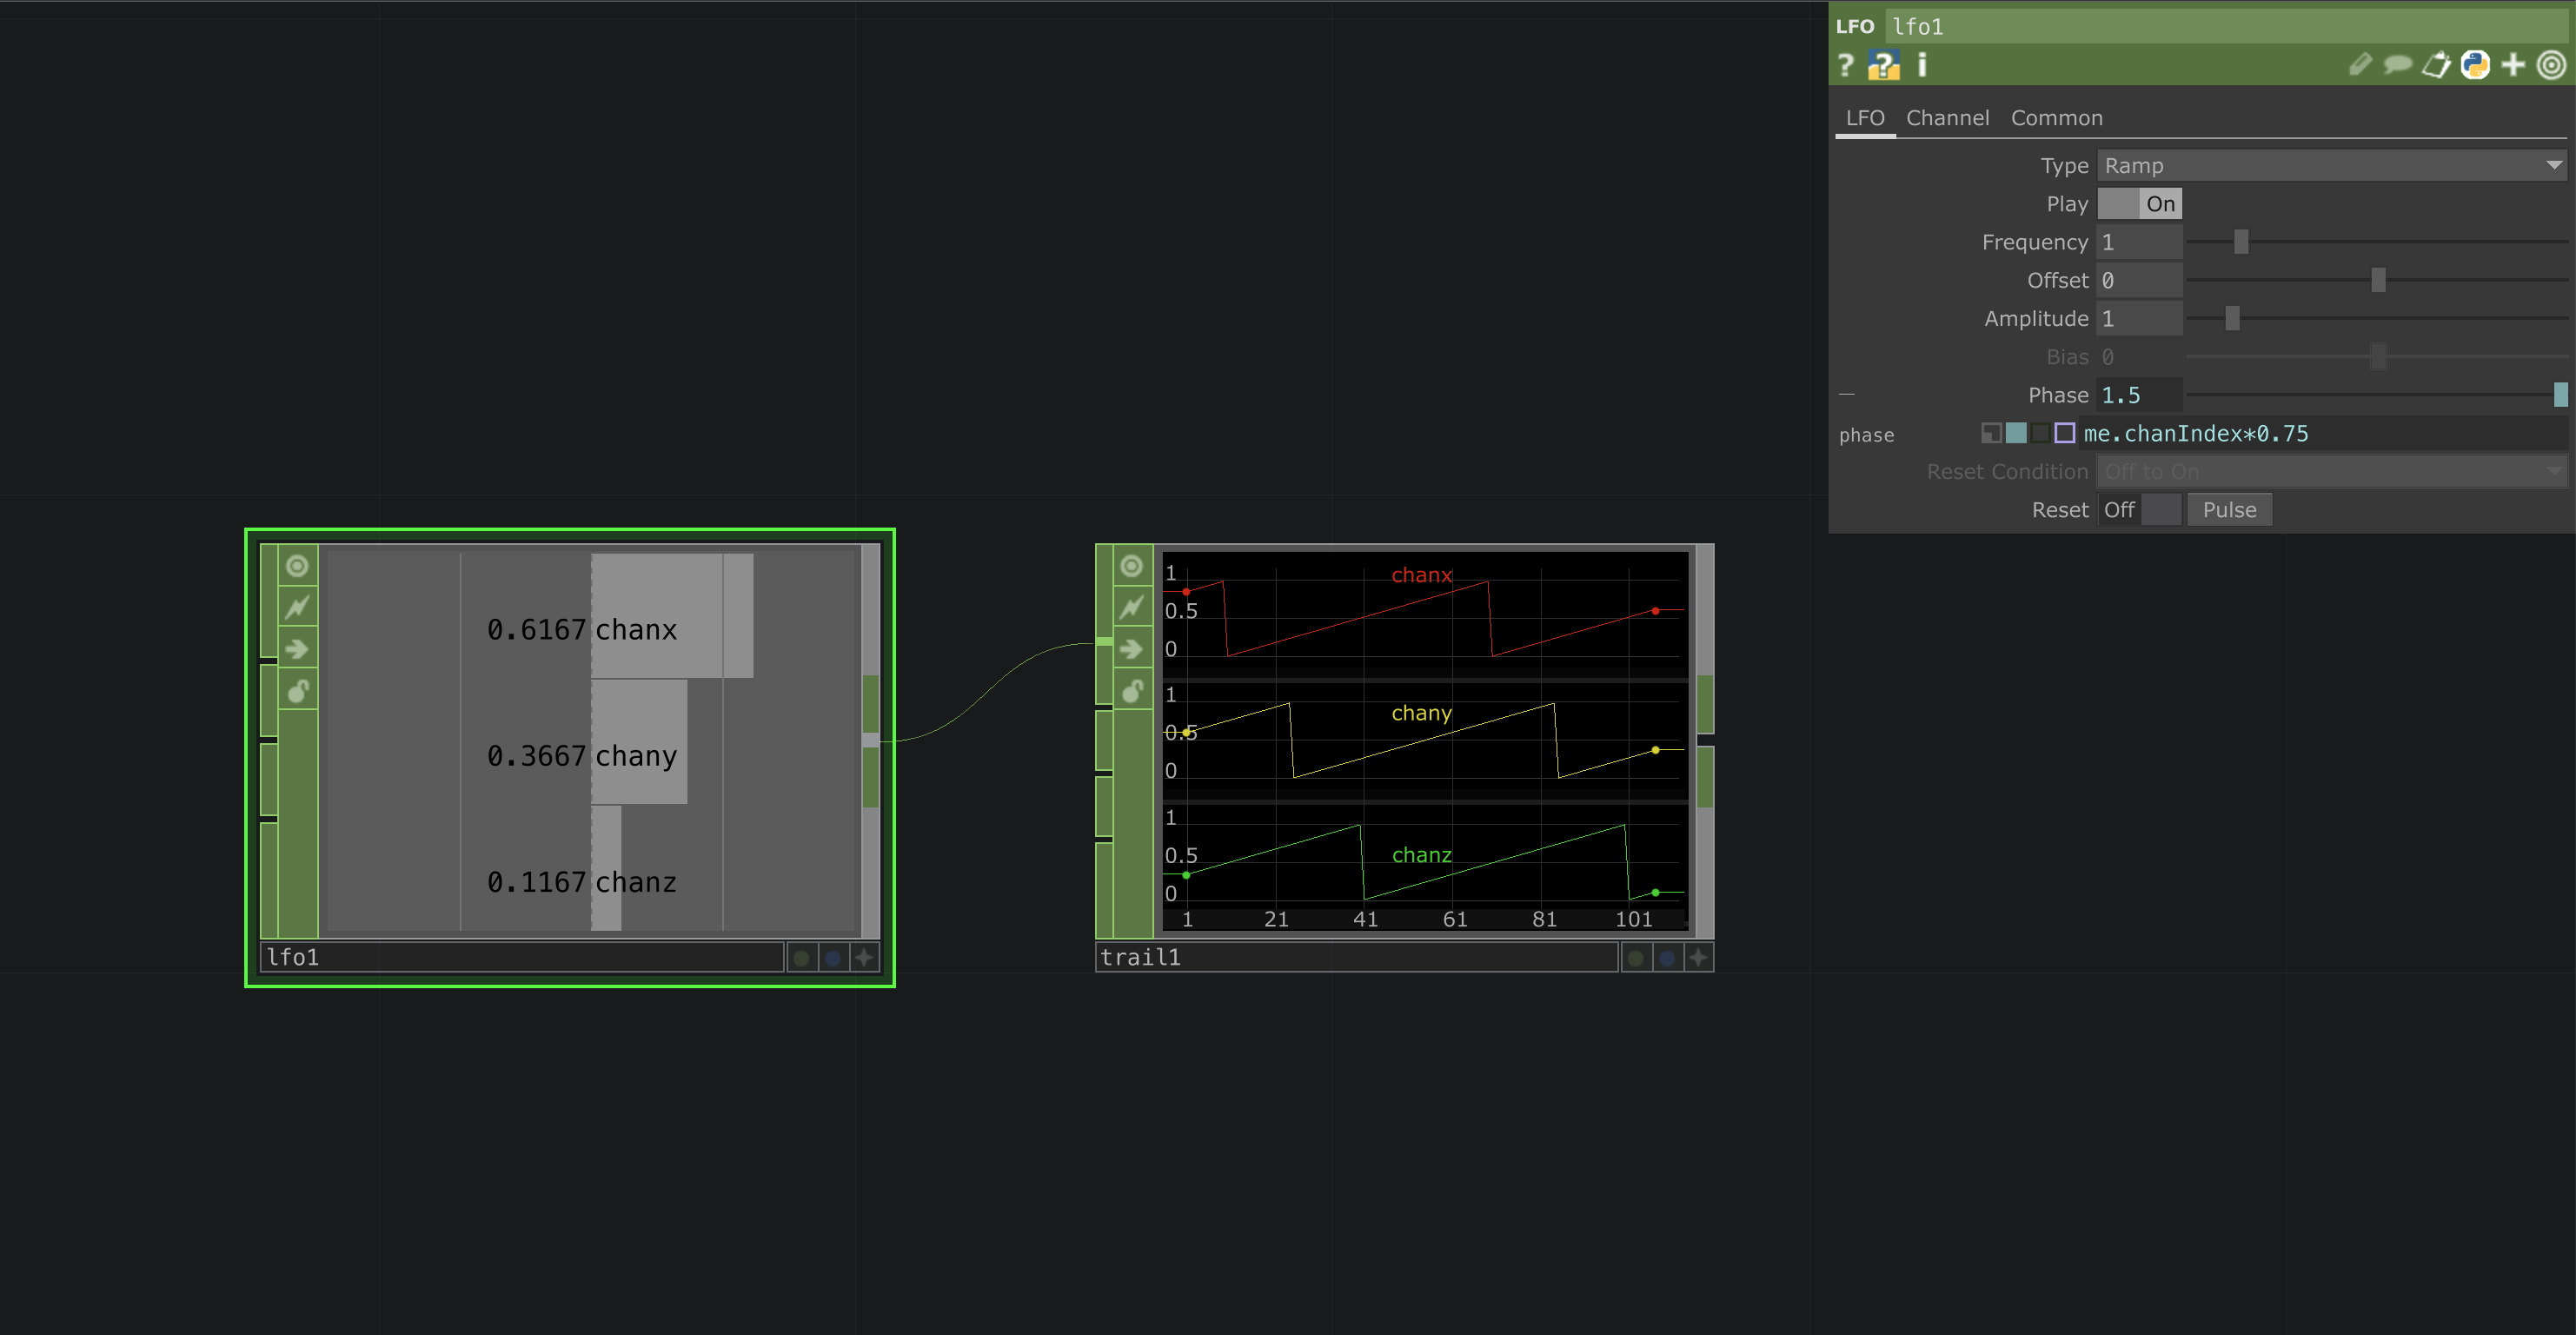 LFO lfo1
? ? i
LFO Channel Common
Type Ramp
Play On
Frequency 1
Offset 0
Amplitude 1
Bias 0
Phase 1.5
phase me.chanIndex*0.75
Reset Condition Off to On
Reset Off Pulse
0.6167 chanx
0.3667 chany
0.1167 chanz
lfo1
1
chanx
0.5
0
1
chany
0.5
0
1
chanz
0.5
0
1 21 41 61 81 101
trail1